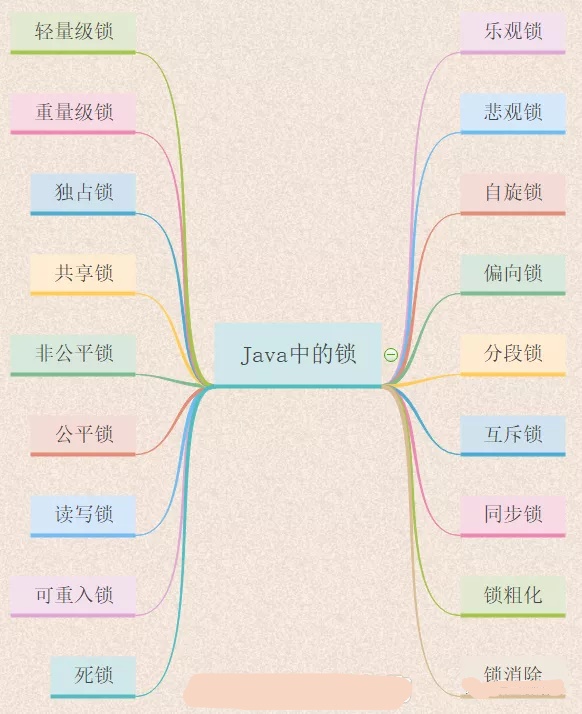 Java中的锁
轻量级锁
重量级锁
独占锁
共享锁
非公平锁
公平锁
读写锁
可重入锁
死锁
乐观锁
悲观锁
自旋锁
偏向锁
分段锁
互斥锁
同步锁
锁粗化
锁消除